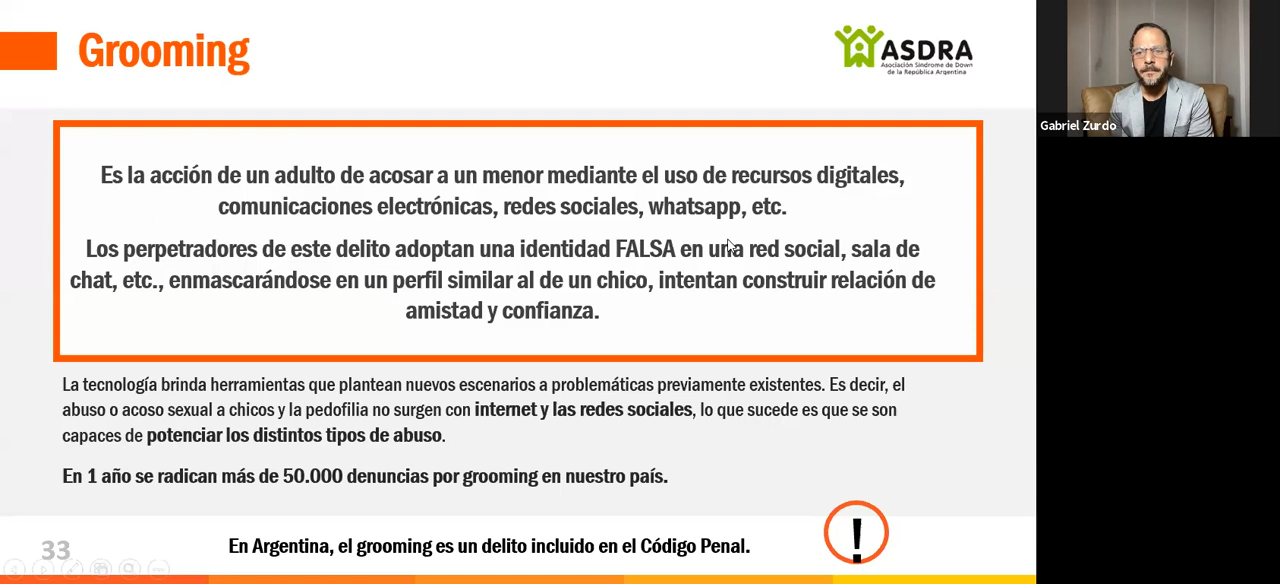 Grooming
ASDRA
Asociación Síndrome de Down
de la República Argentina
Gabriel Zurdo
Es la acción de un adulto de acosar a un menor mediante el uso de recursos digitales,
comunicaciones electrónicas, redes sociales, whatsapp, etc.
Los perpetradores de este delito adoptan una identidad FALSA en una red social, sala de
chat, etc., enmascarándose en un perfil similar al de un chico, intentan construir relación de
amistad y confianza.
La tecnología brinda herramientas que plantean nuevos escenarios a problemáticas previamente existentes. Es decir, el
abuso o acoso sexual a chicos y la pedofilia no surgen con internet y las redes sociales, lo que sucede es que se son
capaces de potenciar los distintos tipos de abuso.
En 1 año se radican más de 50.000 denuncias por grooming en nuestro país.
33
En Argentina, el grooming es un delito incluido en el Código Penal.
!